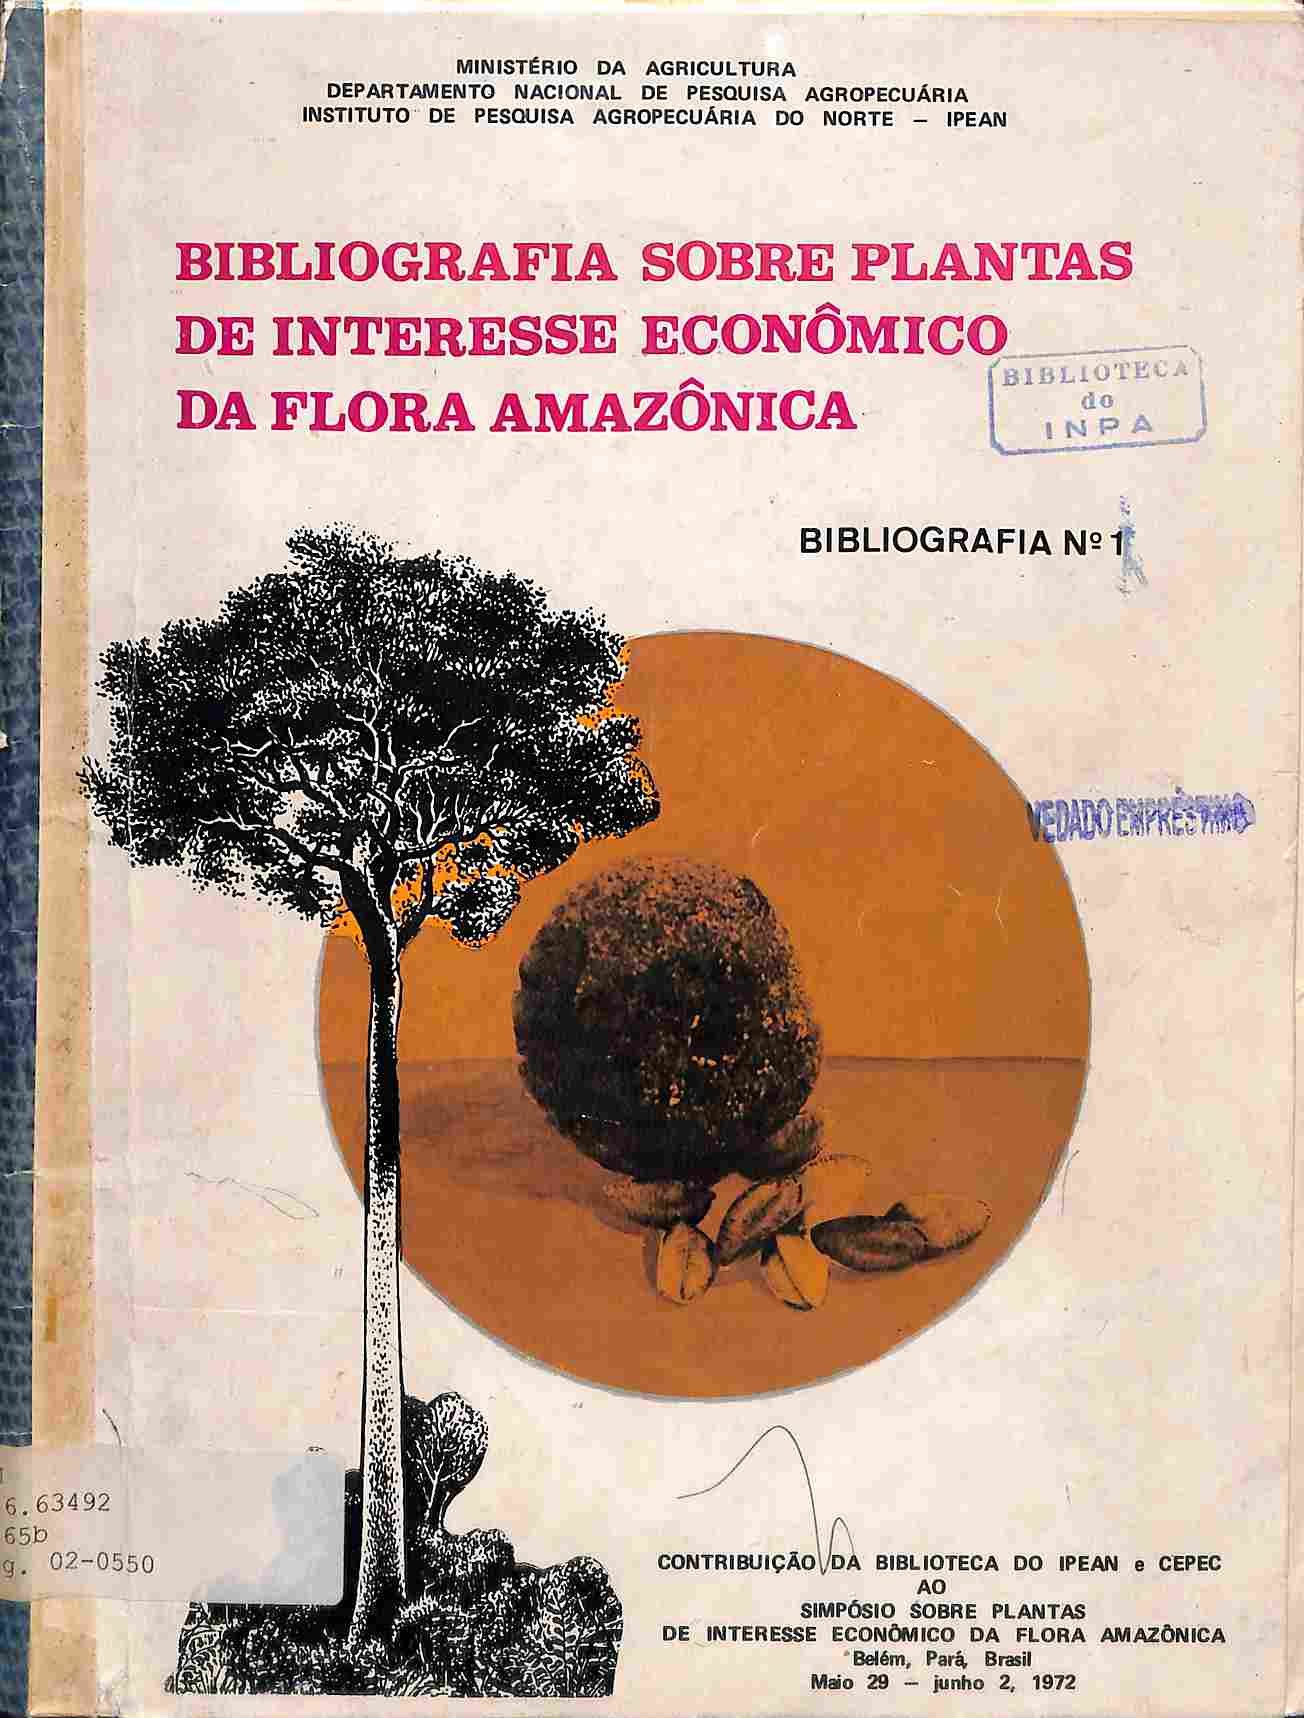 MINISTÉRIO DA AGRICULTURA
DEPARTAMENTO NACIONAL DE PESQUISA AGROPECUÁRIA
INSTITUTO DE PESQUISA AGROPECUÁRIA DO NORTE — IPEAN
BIBLIOGRAFIA SOBRE PLANTAS
DE INTERESSE ECONÔMICO
DA FLORA AMAZÔNICA
BIBLIOTECA
do
INPA
BIBLIOGRAFIA Nº 1
VEDADO EMPRÉSTIMO
6.63492
65b
g. 02-0550
CONTRIBUIÇÃO DA BIBLIOTECA DO IPEAN e CEPEC
AO
SIMPÓSIO SOBRE PLANTAS
DE INTERESSE ECONÔMICO DA FLORA AMAZÔNICA
Belém, Pará, Brasil
Maio 29 — junho 2, 1972